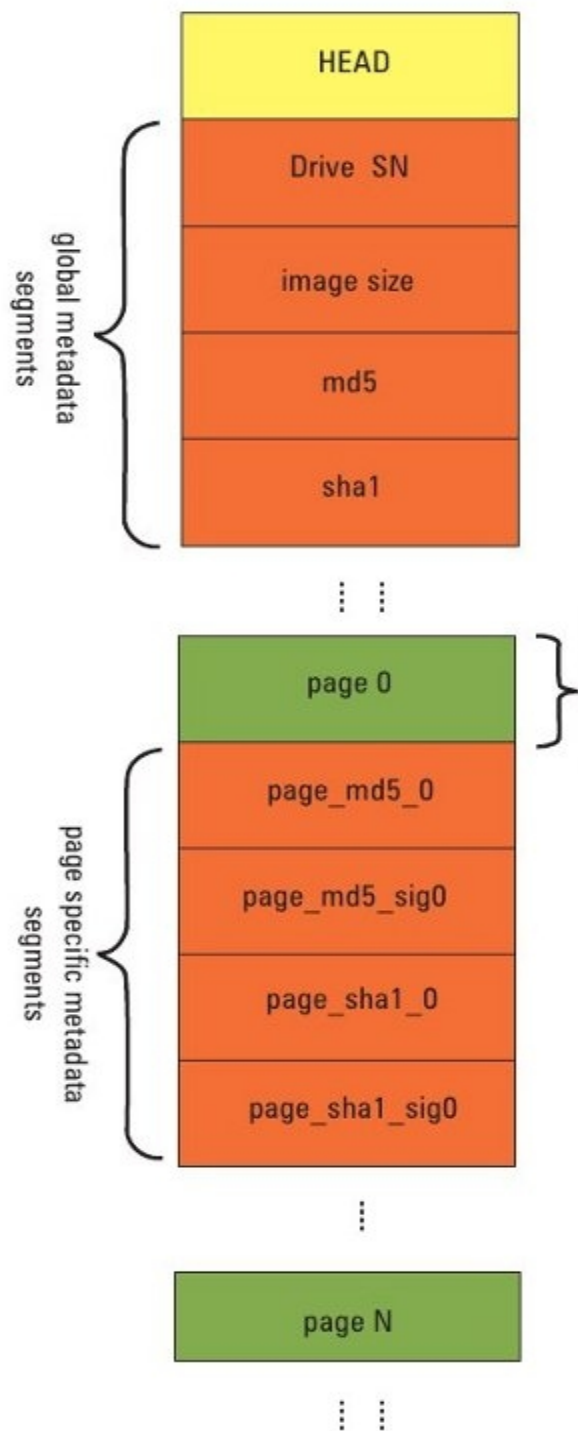 HEAD
Drive SN
image size
md5
sha1
global metadata
segments
page 0
page_md5_0
page_md5_sig0
page_sha1_0
page_sha1_sig0
page specific metadata
segments
page N